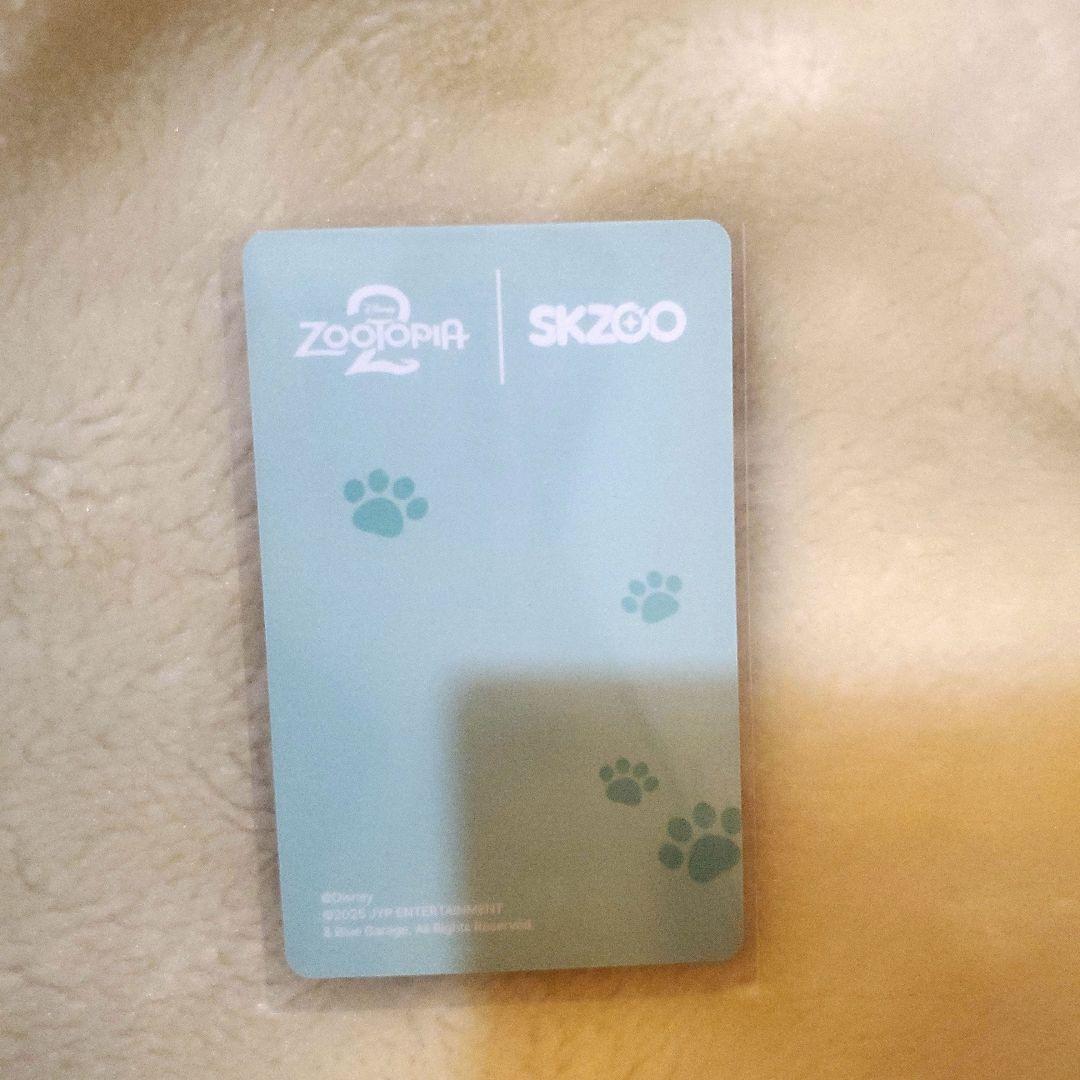 Disney
ZOOTOPIA
2
SKZOO
©Disney
©2025 JYP ENTERTAINMENT
& Blue Garage. All Rights Reserved.